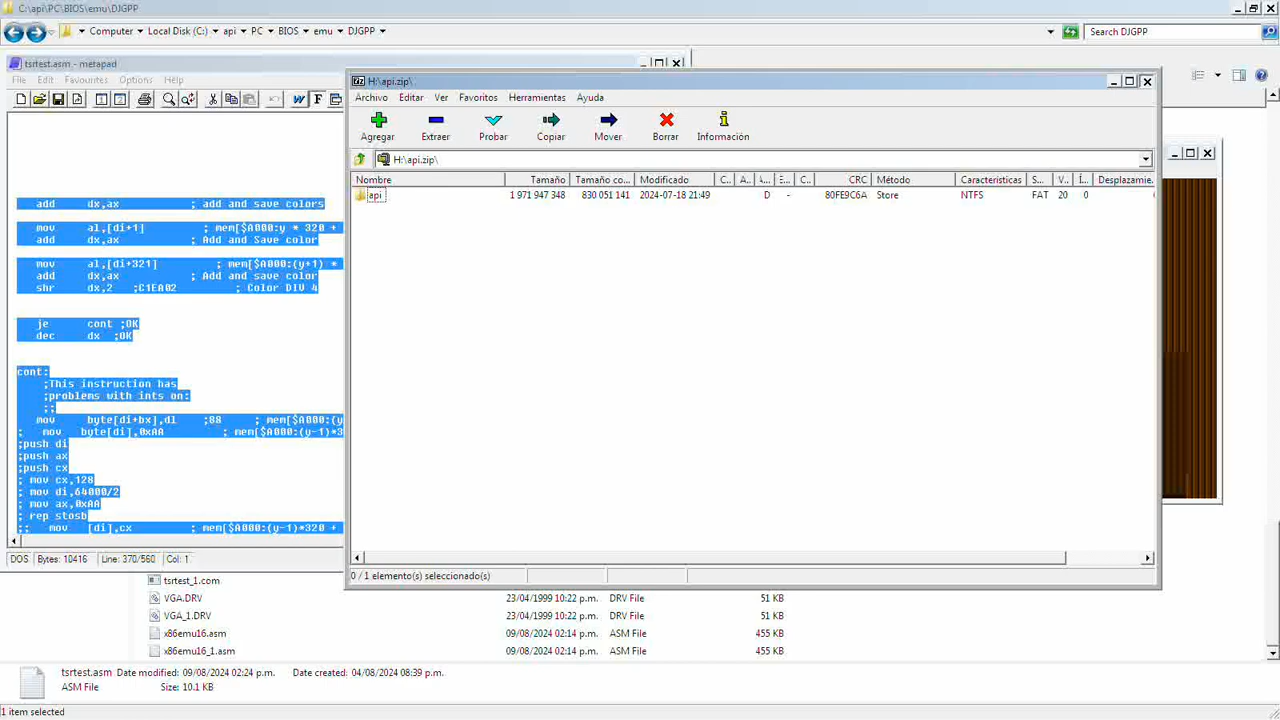 C:\api\PC\BIOS\emu\DJGPP
Computer Local Disk (C:) api PC BIOS emu DJGPP
Search DJGPP
tsrtest.asm - metapad
File Edit Favourites Options Help
add dx,ax ; add and save colors
mov al,[di+1] ; mem[$A000:y * 320 +
add dx,ax ; Add and Save color
mov al,[di+321] ; mem[$A000:(y+1) *
add dx,ax ; Add and save color
shr dx,2 ;C1EA02 ; Color DIV 4
je cont ;OK
dec dx ;OK
cont:
;This instruction has
;problems with ints on:
;;
mov byte[di+bx],dl ;88 ; mem[$A000:(y
; mov byte[di],0xAA ; mem[$A000:(y-1)*3
;push di
;push ax
;push cx
; mov cx,128
; mov di,64000/2
; mov ax,0xAA
; rep stosb
;; mov [di],cx ; mem[$A000:(y-1)*320 +
DOS Bytes: 10416 Line: 370/560 Col: 1
H:\api.zip\
Archivo Editar Ver Favoritos Herramientas Ayuda
Agregar Extraer Probar Copiar Mover Borrar Información
H:\api.zip\
Nombre Tamaño Tamaño co... Modificado C.. A.. A.. E.. C.. CRC Método Características S... V.. Í.. Desplazamie...
api 1 971 947 348 830 051 141 2024-07-18 21:49 D - 80FE9C6A Store NTFS FAT 20 0
0 / 1 elemento(s) seleccionado(s)
tsrtest_1.com
VGA.DRV 23/04/1999 10:22 p.m. DRV File 51 KB
VGA_1.DRV 23/04/1999 10:22 p.m. DRV File 51 KB
x86emu16.asm 09/08/2024 02:14 p.m. ASM File 455 KB
x86emu16_1.asm 09/08/2024 02:14 p.m. ASM File 455 KB
tsrtest.asm Date modified: 09/08/2024 02:24 p.m. Date created: 04/08/2024 08:39 p.m.
ASM File Size: 10.1 KB
1 item selected